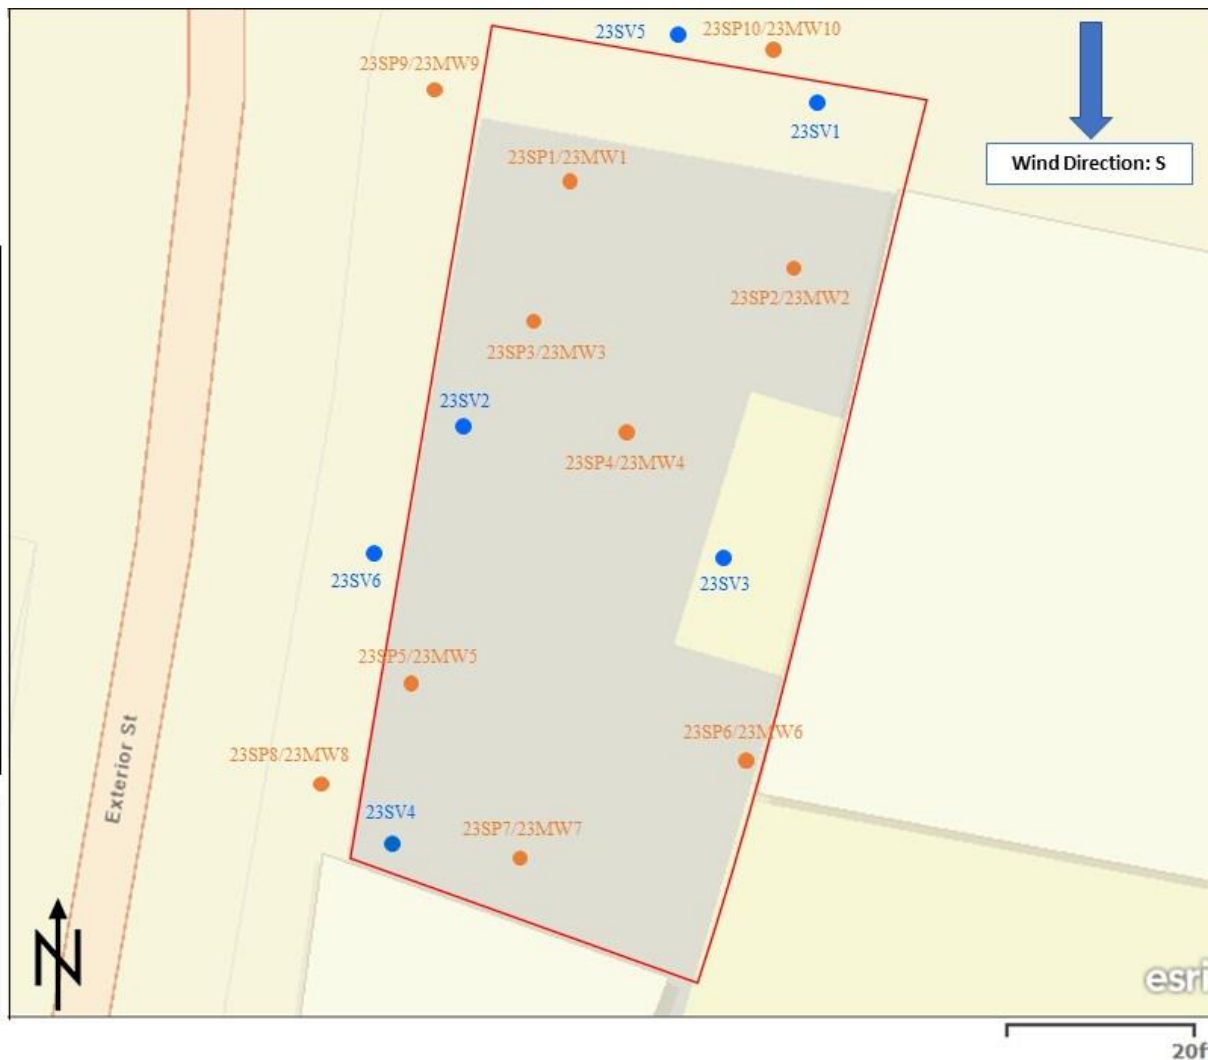 23SV5
23SP10/23MW10
23SP9/23MW9
23SV1
Wind Direction: S
23SP1/23MW1
23SP2/23MW2
23SP3/23MW3
23SV2
23SP4/23MW4
23SV6
23SV3
23SP5/23MW5
23SP6/23MW6
23SP8/23MW8
Exterior St
23SV4
23SP7/23MW7
N
esri
20f